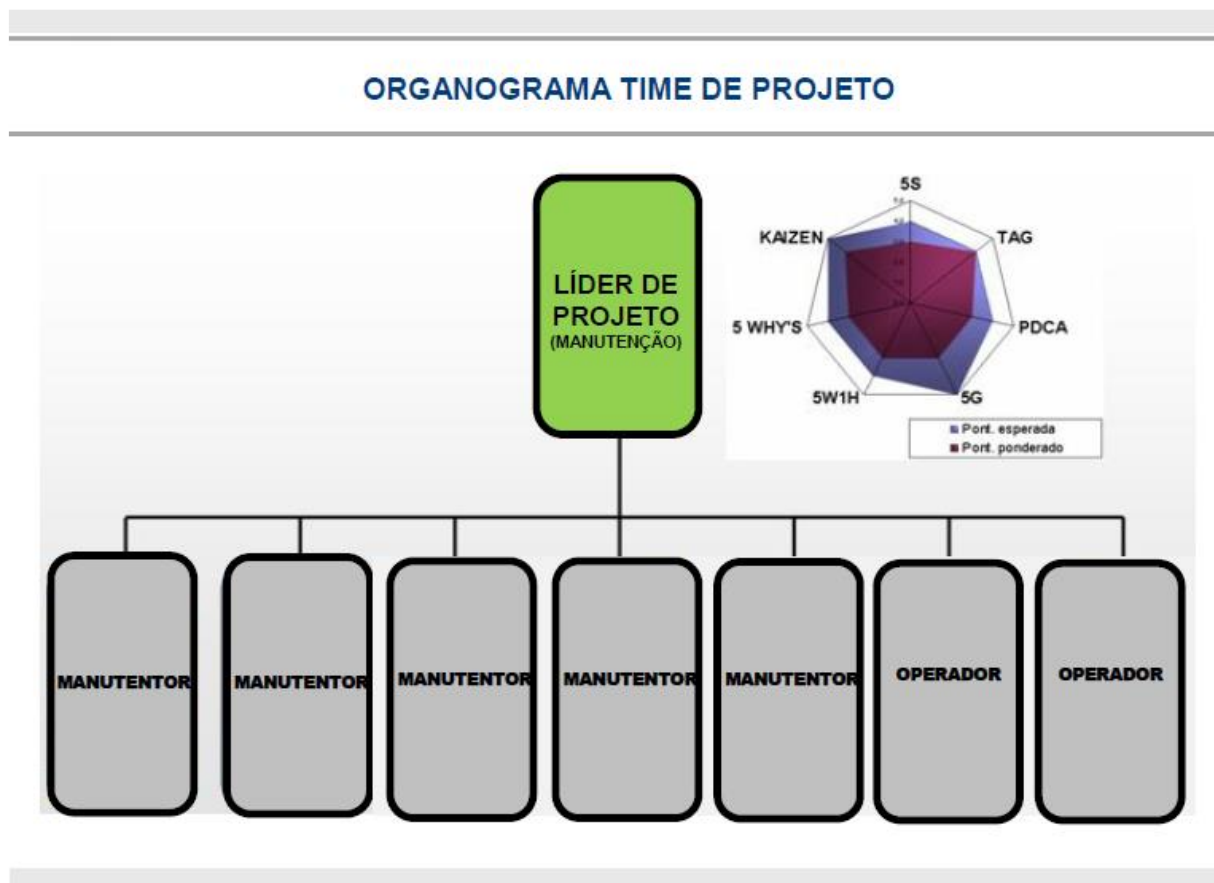 ORGANOGRAMA TIME DE PROJETO
LÍDER DE
PROJETO
(MANUTENÇÃO)
5S
TAG
PDCA
5G
5W1H
5 WHY'S
KAIZEN
Pont. esperada
Pont. ponderado
MANUTENTOR
MANUTENTOR
MANUTENTOR
MANUTENTOR
MANUTENTOR
OPERADOR
OPERADOR